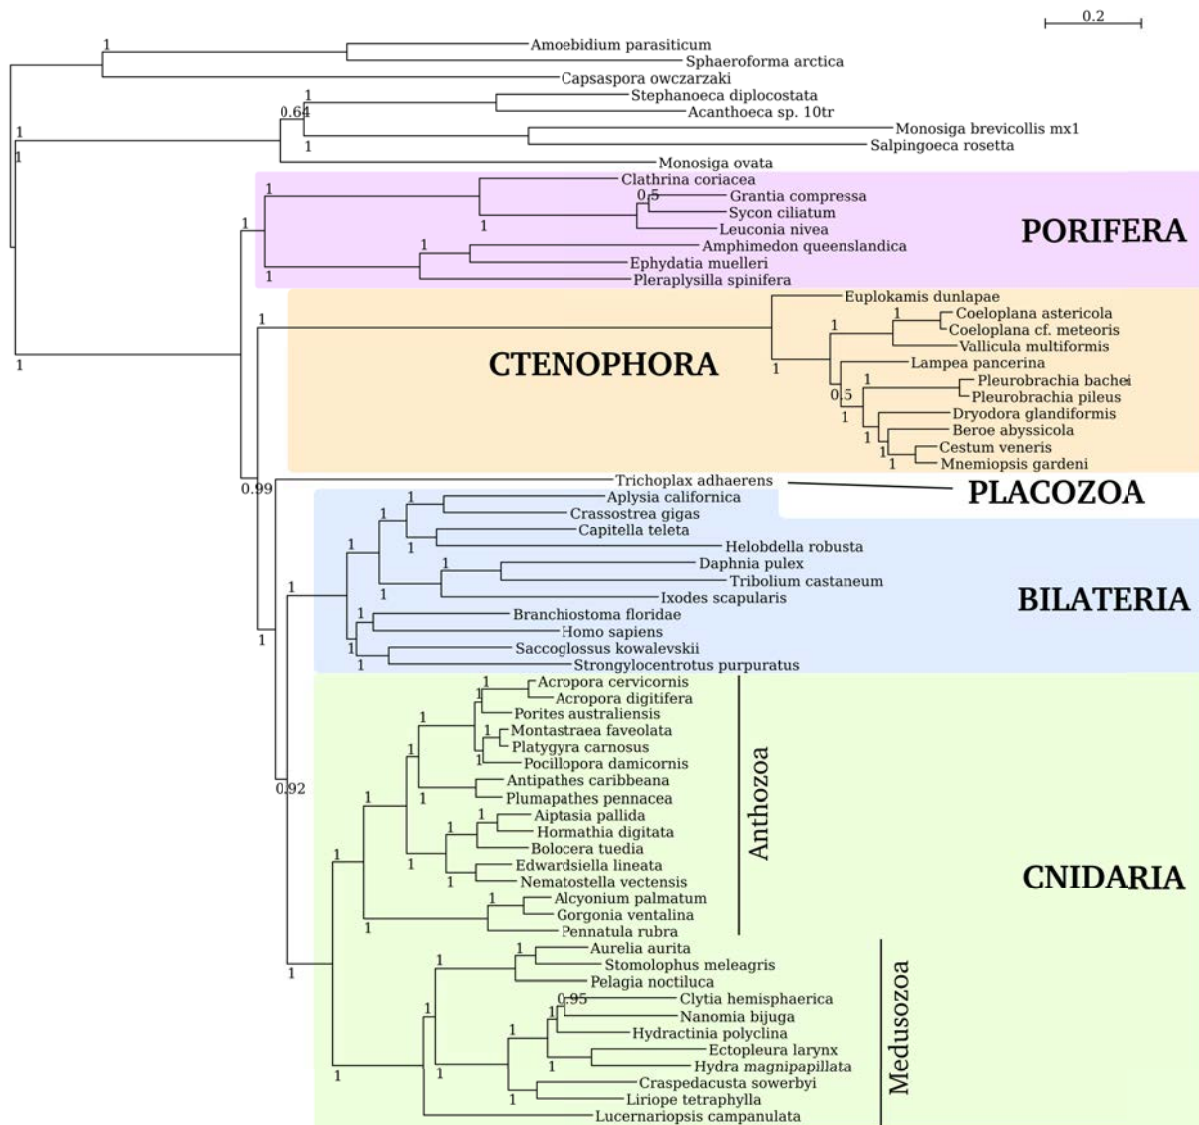 0.2
1
Amoebidium parasiticum
Sphaeroforma arctica
Capsaspora owczarzaki
1
Stephanoeca diplocostata
0.64
Acanthoeca sp. 10tr
1
Monosiga brevicollis mx1
1
Salpingoeca rosetta
1
Monosiga ovata
Clathrina coriacea
1
0.5
Grantia compressa
Sycon ciliatum
1
1
Leuconia nivea
PORIFERA
1
Amphimedon queenslandica
Ephydatia muelleri
1
Pleraplysilla spinifera
Euplokamis dunlapae
1
1
Coeloplana astericola
1
Coeloplana cf. meteoris
Vallicula multiformis
CTENOPHORA
1
1
Lampea pancerina
1
Pleurobrachia bachei
0.5
Pleurobrachia pileus
1
Dryodora glandiformis
1
Beroe abyssicola
1
Cestum veneris
1
Mnemiopsis gardeni
0.99
Trichoplax adhaerens
PLACOZOA
1
Aplysia californica
1
Crassostrea gigas
Capitella teleta
1
1
Helobdella robusta
1
Daphnia pulex
Tribolium castaneum
1
1
Ixodes scapularis
BILATERIA
1
Branchiostoma floridae
1
Homo sapiens
1
Saccoglossus kowalevskii
1
Strongylocentrotus purpuratus
Acropora cervicornis
1
1
Acropora digitifera
1
Porites australiensis
1
Montastraea faveolata
1
Platygyra carnosus
1
Pocillopora damicornis
0.92
Antipathes caribbeana
1
1
Plumapathes pennacea
1
Aiptasia pallida
1
Hormathia digitata
Bolocera tuedia
1
1
Edwardsiella lineata
1
Nematostella vectensis
Anthozoa
CNIDARIA
1
Alcyonium palmatum
Gorgonia ventalina
1
Pennatula rubra
1
Aurelia aurita
1
Stomolophus meleagris
1
Pelagia noctiluca
0.95
Clytia hemisphaerica
1
1
Nanomia bijuga
1
Hydractinia polyclina
Ectopleura larynx
1
1
1
Hydra magnipapillata
Craspedacusta sowerbyi
1
Liriope tetraphylla
Lucernariopsis campanulata
Medusozoa